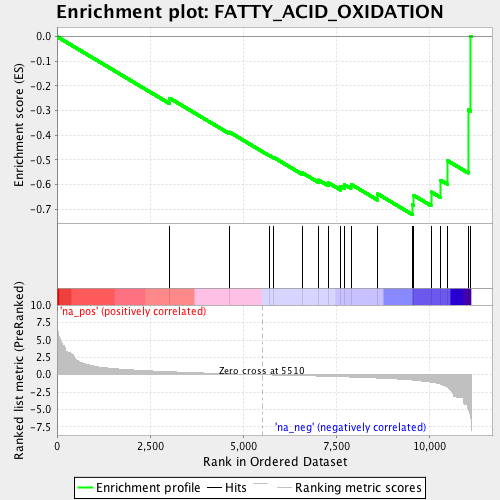 Enrichment plot: FATTY_ACID_OXIDATION
Enrichment score (ES)
0.0
-0.1
-0.2
-0.3
-0.4
-0.5
-0.6
-0.7
Ranked list metric (PreRanked)
10.0
7.5
5.0
2.5
0.0
-2.5
-5.0
-7.5
'na_pos' (positively correlated)
Zero cross at 5510
'na_neg' (negatively correlated)
0 2,500 5,000 7,500 10,000
Rank in Ordered Dataset
Enrichment profile Hits Ranking metric scores